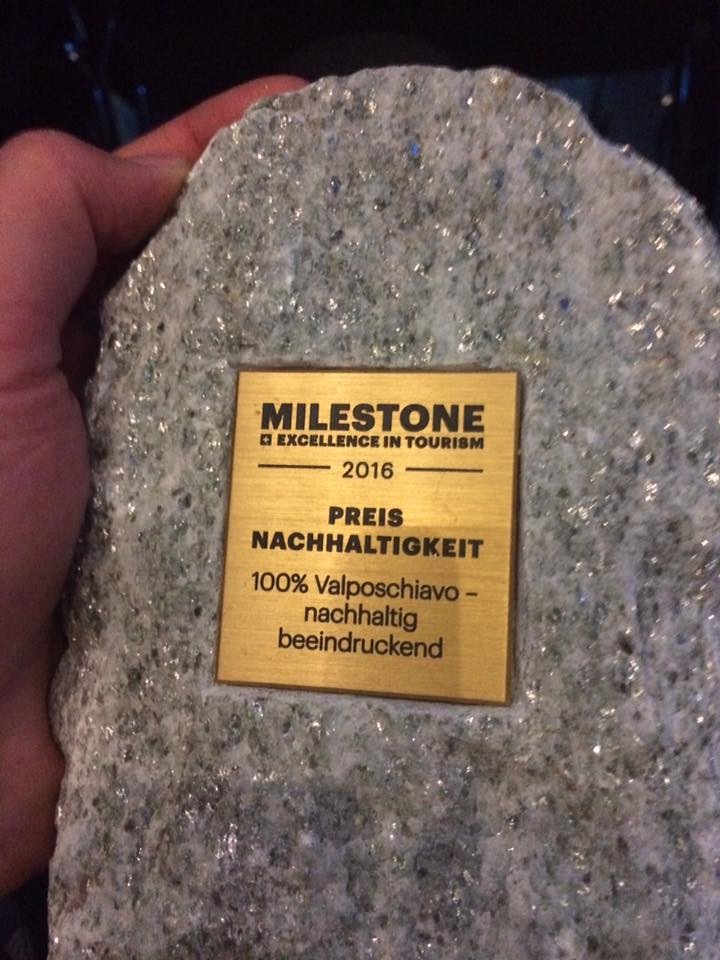 MILESTONE
EXCELLENCE IN TOURISM
2016
PREIS
NACHHALTIGKEIT
100% Valposchiavo –
nachhaltig
beeindruckend